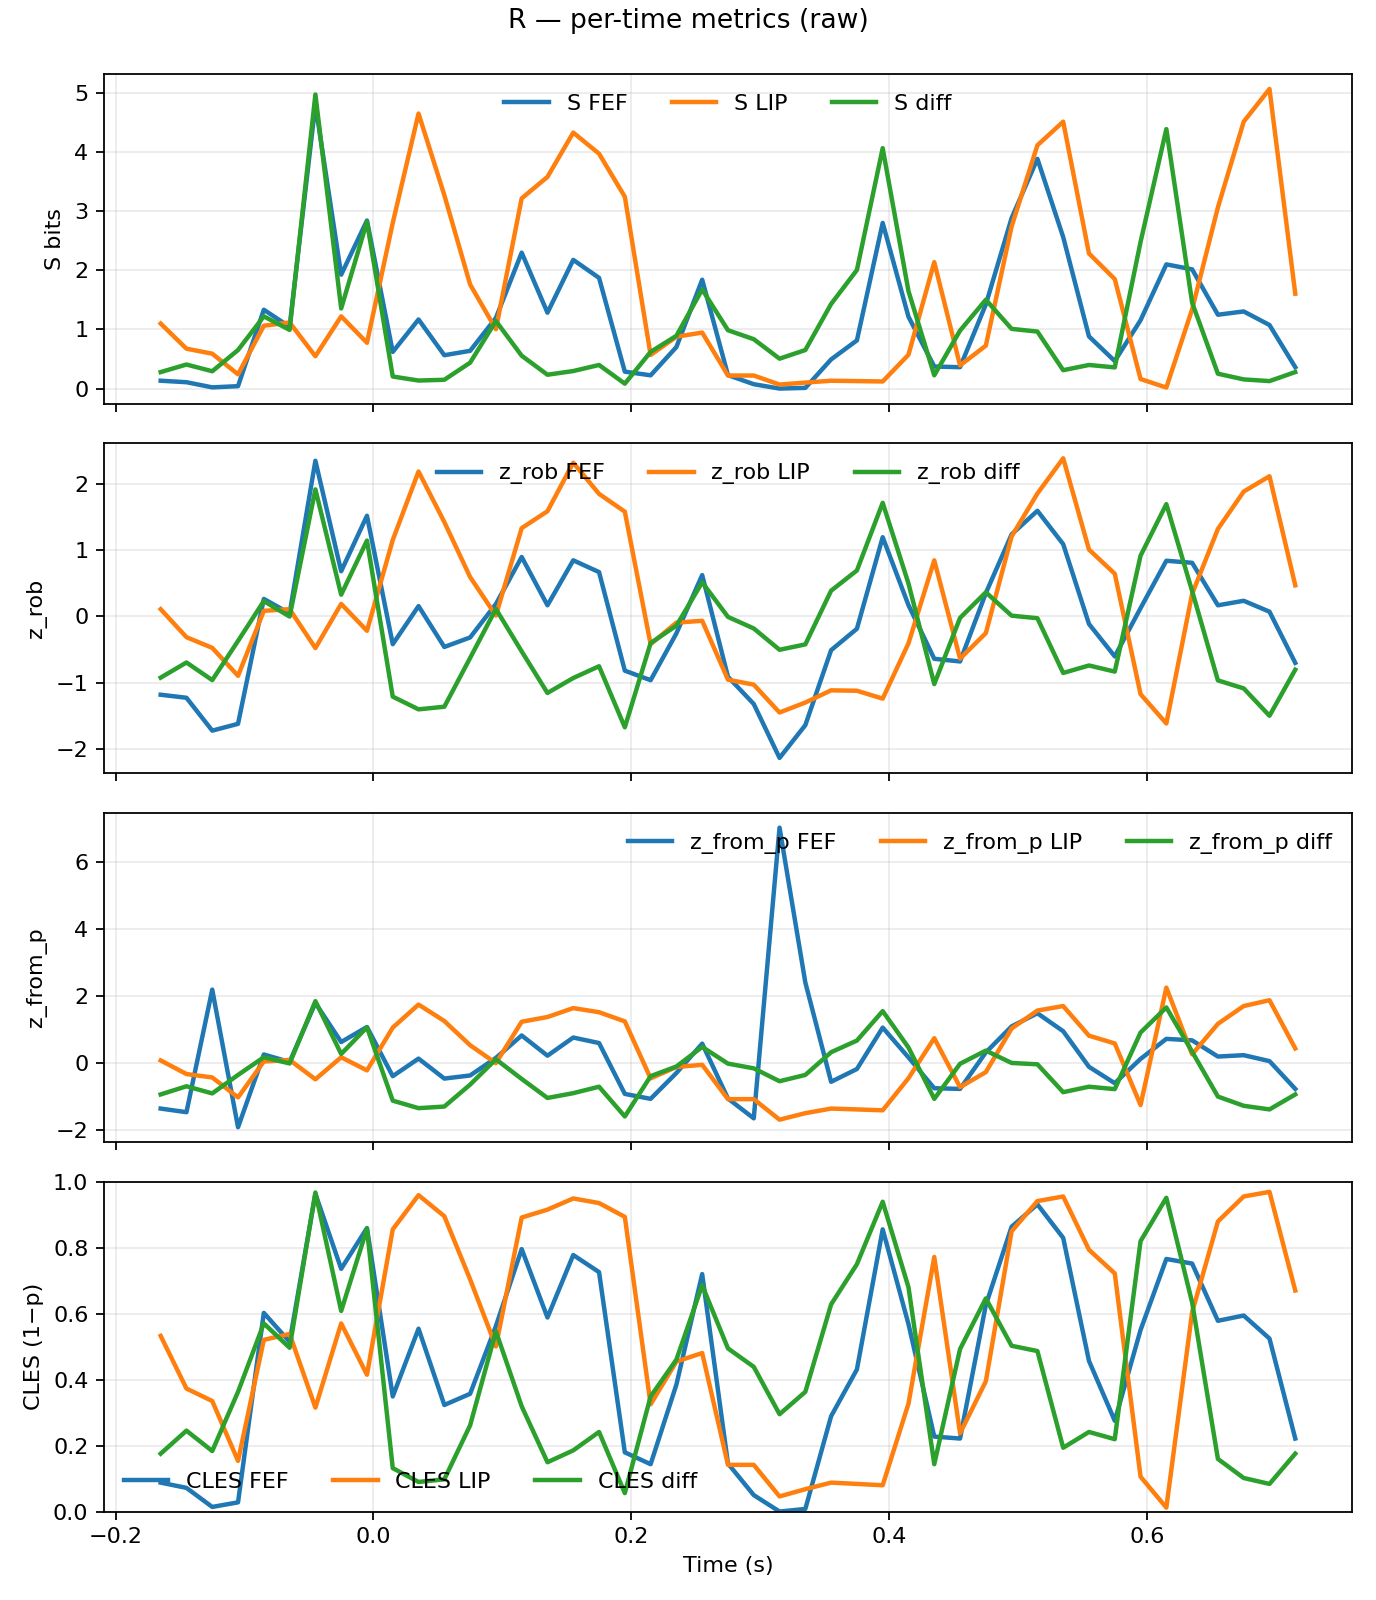 R — per-time metrics (raw)
S FEF S LIP S diff
5
4
3
2
1
0
S bits
z_rob FEF z_rob LIP z_rob diff
2
1
0
−1
−2
z_rob
z_from_p FEF z_from_p LIP z_from_p diff
6
4
2
0
−2
z_from_p
1.0
0.8
0.6
0.4
0.2
0.0
CLES (1−p)
CLES FEF CLES LIP CLES diff
−0.2 0.0 0.2 0.4 0.6
Time (s)